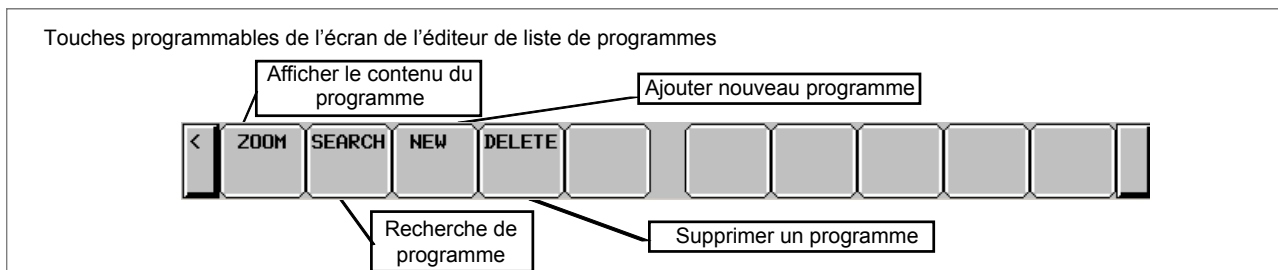 Touches programmables de l'écran de l'éditeur de liste de programmes
Afficher le contenu du
programme
Ajouter nouveau programme
< ZOOM SEARCH NEW DELETE
Recherche de
programme
Supprimer un programme